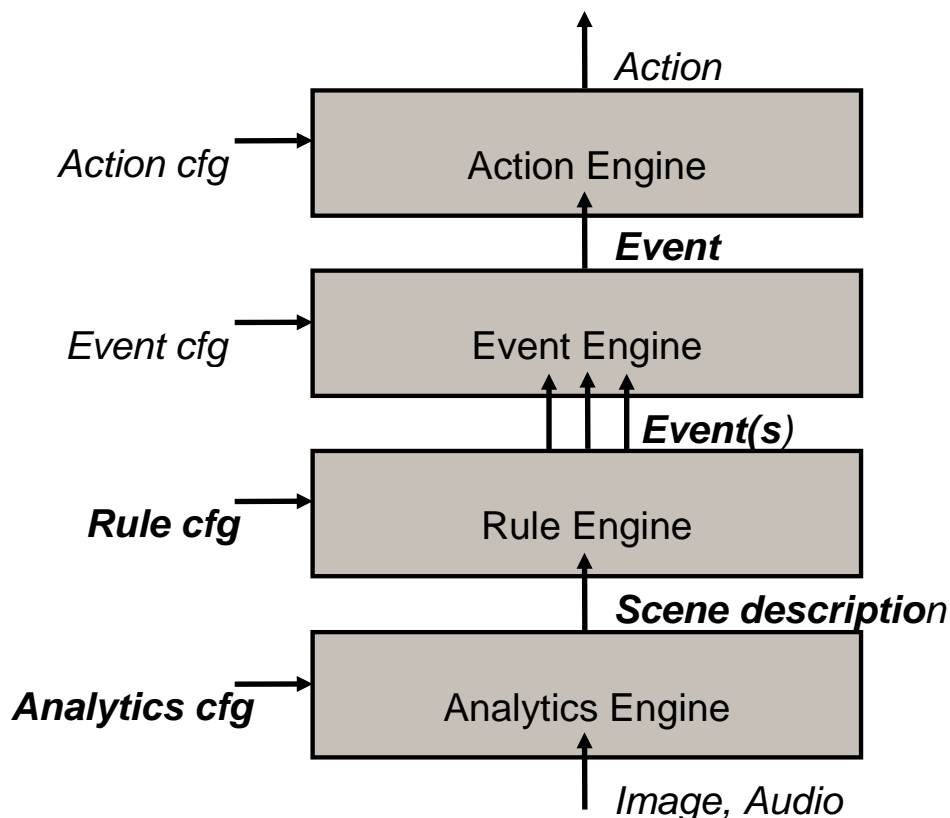 Action
Action cfg
Action Engine
Event
Event cfg
Event Engine
Event(s)
Rule cfg
Rule Engine
Scene description
Analytics cfg
Analytics Engine
Image, Audio